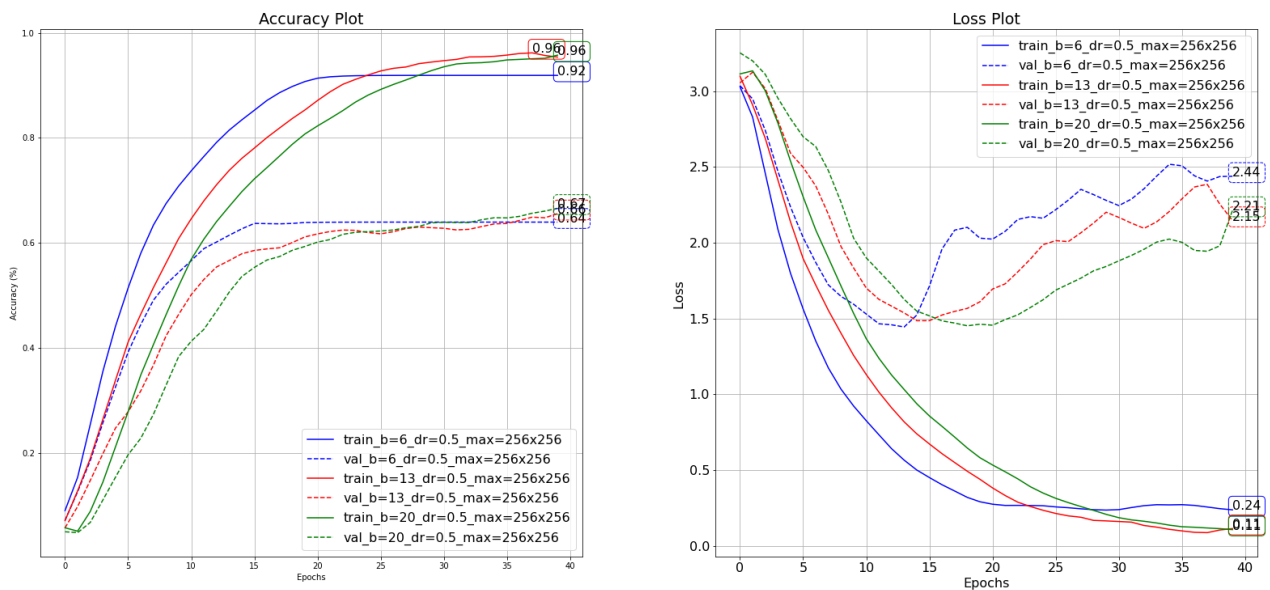 Accuracy Plot
1.0
0.8
0.6
0.4
0.2
Accuracy (%)
0.96
0.96
0.92
0.67
0.66
0.64
train_b=6_dr=0.5_max=256x256
val_b=6_dr=0.5_max=256x256
train_b=13_dr=0.5_max=256x256
val_b=13_dr=0.5_max=256x256
train_b=20_dr=0.5_max=256x256
val_b=20_dr=0.5_max=256x256
0 5 10 15 20 25 30 35 40
Epochs
Loss Plot
train_b=6_dr=0.5_max=256x256
val_b=6_dr=0.5_max=256x256
train_b=13_dr=0.5_max=256x256
val_b=13_dr=0.5_max=256x256
train_b=20_dr=0.5_max=256x256
val_b=20_dr=0.5_max=256x256
3.0
2.5
2.0
1.5
1.0
0.5
0.0
Loss
2.44
2.21
2.15
0.24
0.11
0 5 10 15 20 25 30 35 40
Epochs